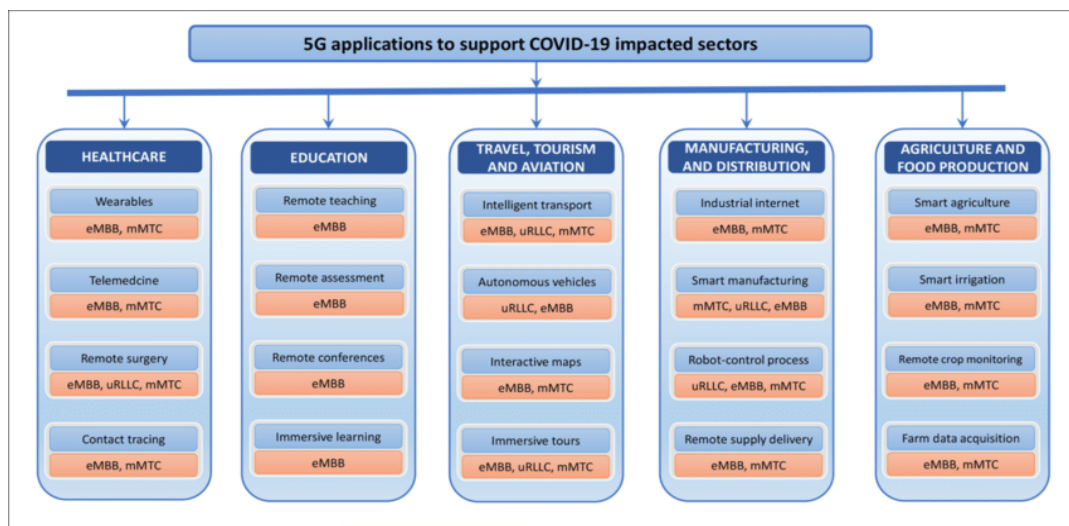 5G applications to support COVID-19 impacted sectors
HEALTHCARE
Wearables
eMBB, mMTC
Telemedcine
eMBB, mMTC
Remote surgery
eMBB, uRLLC, mMTC
Contact tracing
eMBB, mMTC
EDUCATION
Remote teaching
eMBB
Remote assessment
eMBB
Remote conferences
eMBB
Immersive learning
eMBB
TRAVEL, TOURISM
AND AVIATION
Intelligent transport
eMBB, uRLLC, mMTC
Autonomous vehicles
uRLLC, eMBB
Interactive maps
eMBB, mMTC
Immersive tours
eMBB, uRLLC, mMTC
MANUFACTURING,
AND DISTRIBUTION
Industrial internet
eMBB, mMTC
Smart manufacturing
mMTC, uRLLC, eMBB
Robot-control process
uRLLC, eMBB, mMTC
Remote supply delivery
eMBB, mMTC
AGRICULTURE AND
FOOD PRODUCTION
Smart agriculture
eMBB, mMTC
Smart irrigation
eMBB, mMTC
Remote crop monitoring
eMBB, mMTC
Farm data acquisition
eMBB, mMTC